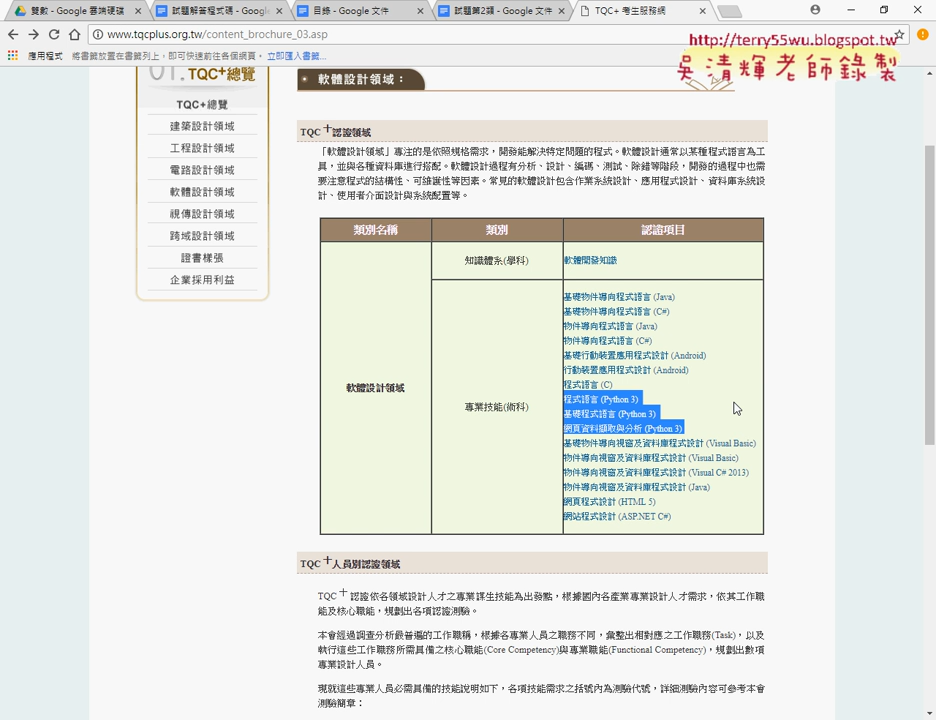 雙數 - Google 雲端硬碟
試題解答程式碼 - Goog
目錄 - Google 文件
試題第2類 - Google 文件
TQC+ 考生服務網
www.tqcplus.org.tw/content_brochure_03.asp
應用程式
將書籤放置在書籤列上，即可快速前往各個網頁。
立即匯入書籤...
http://terry55wu.blogspot.tw
吳清輝老師錄製
01. TQC+總覽
TQC+總覽
建築設計領域
工程設計領域
電路設計領域
軟體設計領域
視傳設計領域
跨域設計領域
證書樣張
企業採用利益
軟體設計領域：
TQC+認證領域
「軟體設計領域」專注的是依照規格需求，開發能解決特定問題的程式。軟體設計通常以某種程式語言為工
具，並與各種資料庫進行搭配。軟體設計過程有分析、設計、編碼、測試、除錯等階段，開發的過程中也需
要注意程式的結構性、可維護性等因素。常見的軟體設計包含作業系統設計、應用程式設計、資料庫系統設
計、使用者介面設計與系統配置等。
類別名稱
類別
認證項目
軟體設計領域
知識體系(學科)
軟體開發知識
專業技能(術科)
基礎物件導向程式語言 (Java)
基礎物件導向程式語言 (C#)
物件導向程式語言 (Java)
物件導向程式語言 (C#)
基礎行動裝置應用程式設計 (Android)
行動裝置應用程式設計 (Android)
程式語言 (C)
程式語言 (Python 3)
基礎程式語言 (Python 3)
網頁資料擷取與分析 (Python 3)
基礎物件導向視窗及資料庫程式設計 (Visual Basic)
物件導向視窗及資料庫程式設計 (Visual Basic)
物件導向視窗及資料庫程式設計 (Visual C# 2013)
物件導向視窗及資料庫程式設計 (Java)
網頁程式設計 (HTML 5)
網站程式設計 (ASP.NET C#)
TQC+人員別認證領域
TQC+ 認證依各領域設計人才之專業謀生技能為出發點，根據國內各產業專業設計人才需求，依其工作職
能及核心職能，規劃出各項認證測驗。
本會經過調查分析最普遍的工作職稱，根據各專業人員之職務不同，彙整出相對應之工作職務(Task)，以及
執行這些工作職務所需具備之核心職能(Core Competency)與專業職能(Functional Competency)，規劃出數項
專業設計人員。
現就這些專業人員必需具備的技能說明如下，各項技能需求之括號內為測驗代號，詳細測驗內容可參考本會
測驗簡章：